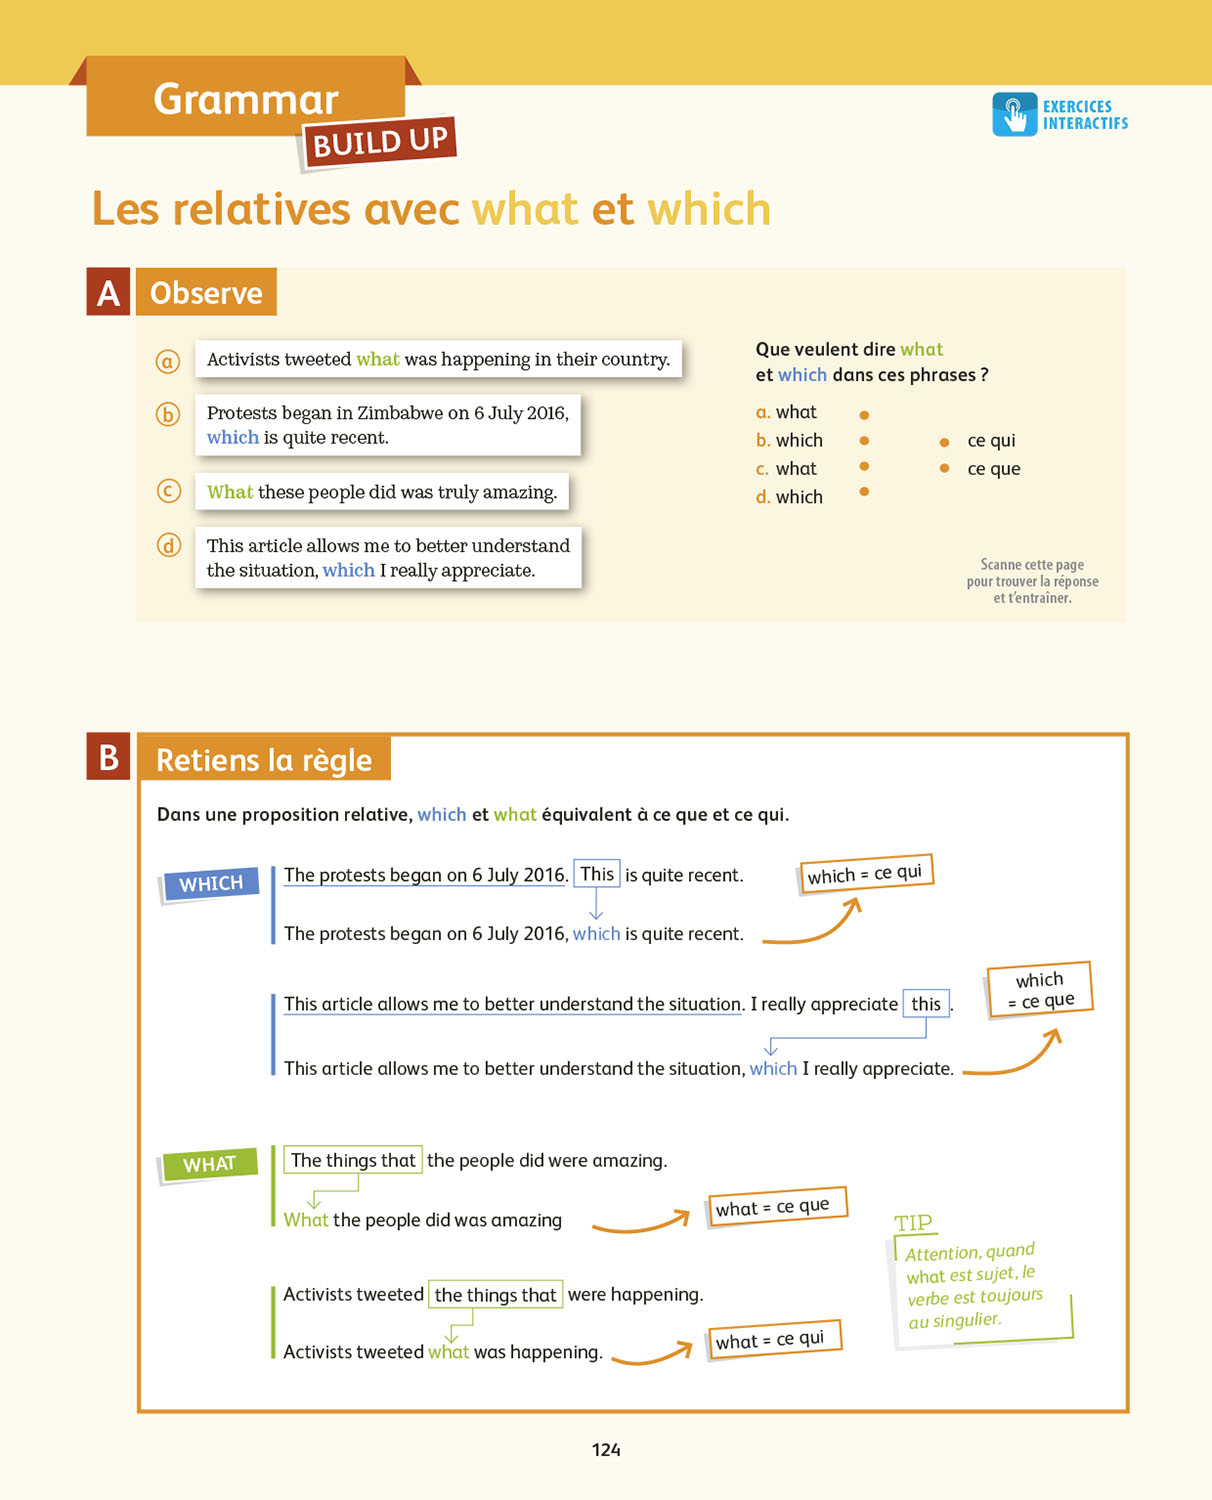 Grammar
BUILD UP
EXERCICES
INTERACTIFS
Les relatives avec what et which
A Observe
a Activists tweeted what was happening in their country.
b Protests began in Zimbabwe on 6 July 2016,
which is quite recent.
c What these people did was truly amazing.
d This article allows me to better understand
the situation, which I really appreciate.
Que veulent dire what
et which dans ces phrases ?
a. what
b. which
c. what
d. which
ce qui
ce que
Scanne cette page
pour trouver la réponse
et t'entraîner.
B Retiens la règle
Dans une proposition relative, which et what équivalent à ce que et ce qui.
WHICH
The protests began on 6 July 2016. This is quite recent.
The protests began on 6 July 2016, which is quite recent.
which = ce qui
This article allows me to better understand the situation. I really appreciate this.
This article allows me to better understand the situation, which I really appreciate.
which
= ce que
WHAT
The things that the people did were amazing.
What the people did was amazing
what = ce que
Activists tweeted the things that were happening.
Activists tweeted what was happening.
what = ce qui
TIP
Attention, quand
what est sujet, le
verbe est toujours
au singulier.
124